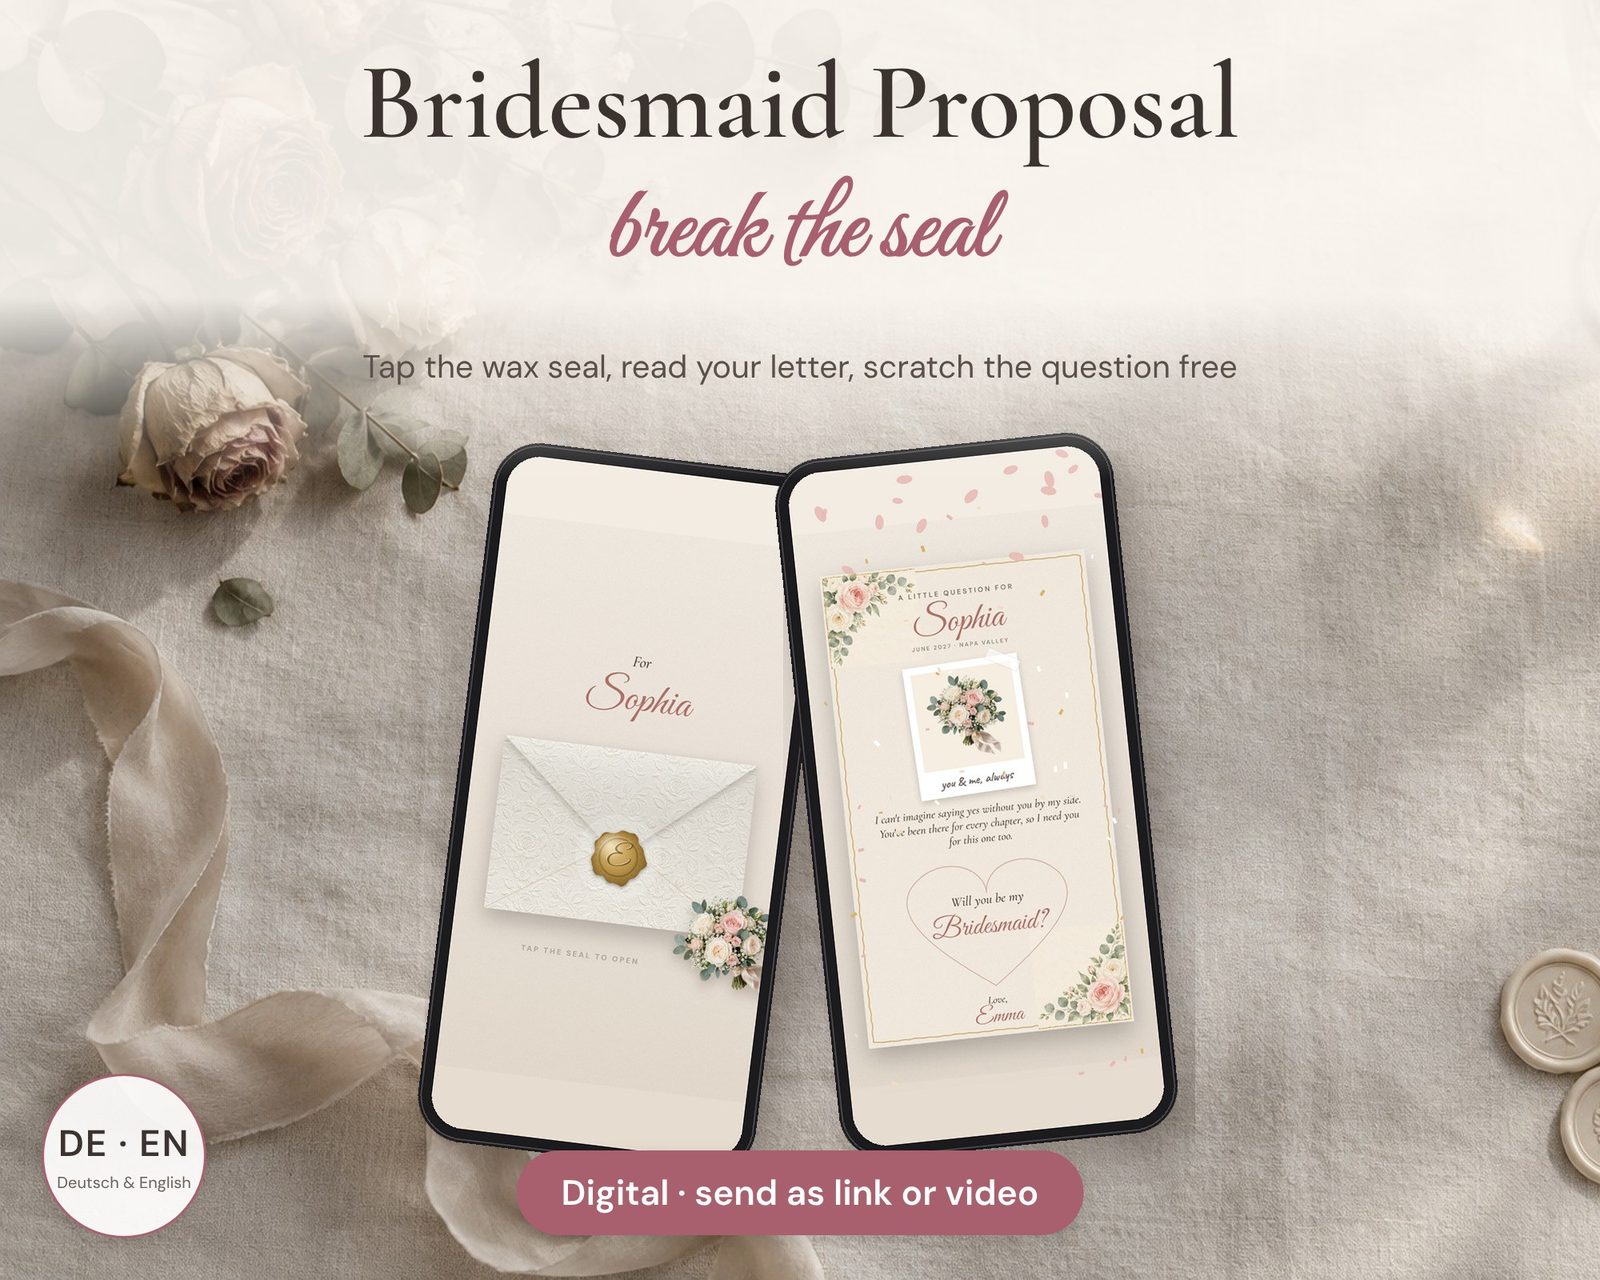 Bridesmaid Proposal
break the seal
Tap the wax seal, read your letter, scratch the question free
For
Sophia
E
TAP THE SEAL TO OPEN
A LITTLE QUESTION FOR
Sophia
JUNE 2027 · NAPA VALLEY
you & me, always
I can't imagine saying yes without you by my side.
You've been there for every chapter, so I need you
for this one too.
Will you be my
Bridesmaid?
Love,
Emma
DE · EN
Deutsch & English
Digital · send as link or video